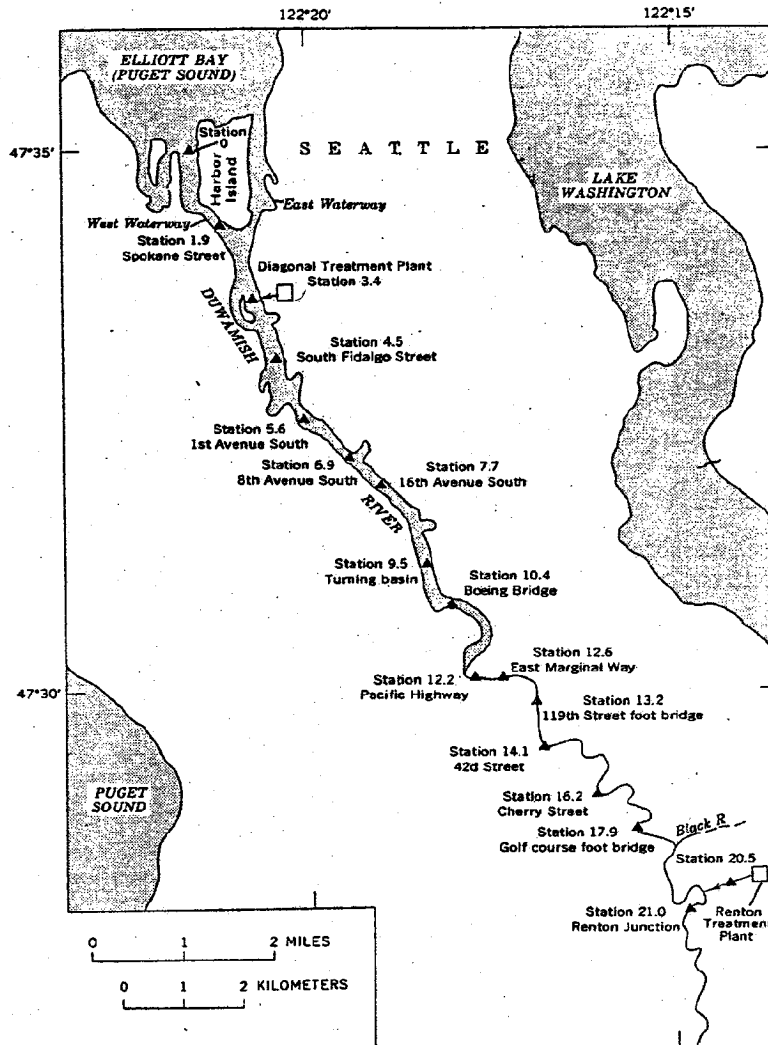 122°20'
122°15'
ELLIOTT BAY
(PUGET SOUND)
Station
0
47°35'
SEATTLE
Harbor
Island
LAKE
WASHINGTON
East Waterway
West Waterway
Station 1.9
Spokane Street
Diagonal Treatment Plant
Station 3.4
DUWAMISH
Station 4.5
South Fidalgo Street
Station 5.6
1st Avenue South
Station 6.9
8th Avenue South
Station 7.7
16th Avenue South
RIVER
Station 9.5
Turning basin
Station 10.4
Boeing Bridge
Station 12.6
East Marginal Way
Station 12.2
Pacific Highway
47°30'
Station 13.2
119th Street foot bridge
Station 14.1
42d Street
PUGET
SOUND
Station 16.2
Cherry Street
Station 17.9
Golf course foot bridge
Black R
Station 20.5
Station 21.0
Renton Junction
Renton
Treatment
Plant
0 1 2 MILES
0 1 2 KILOMETERS